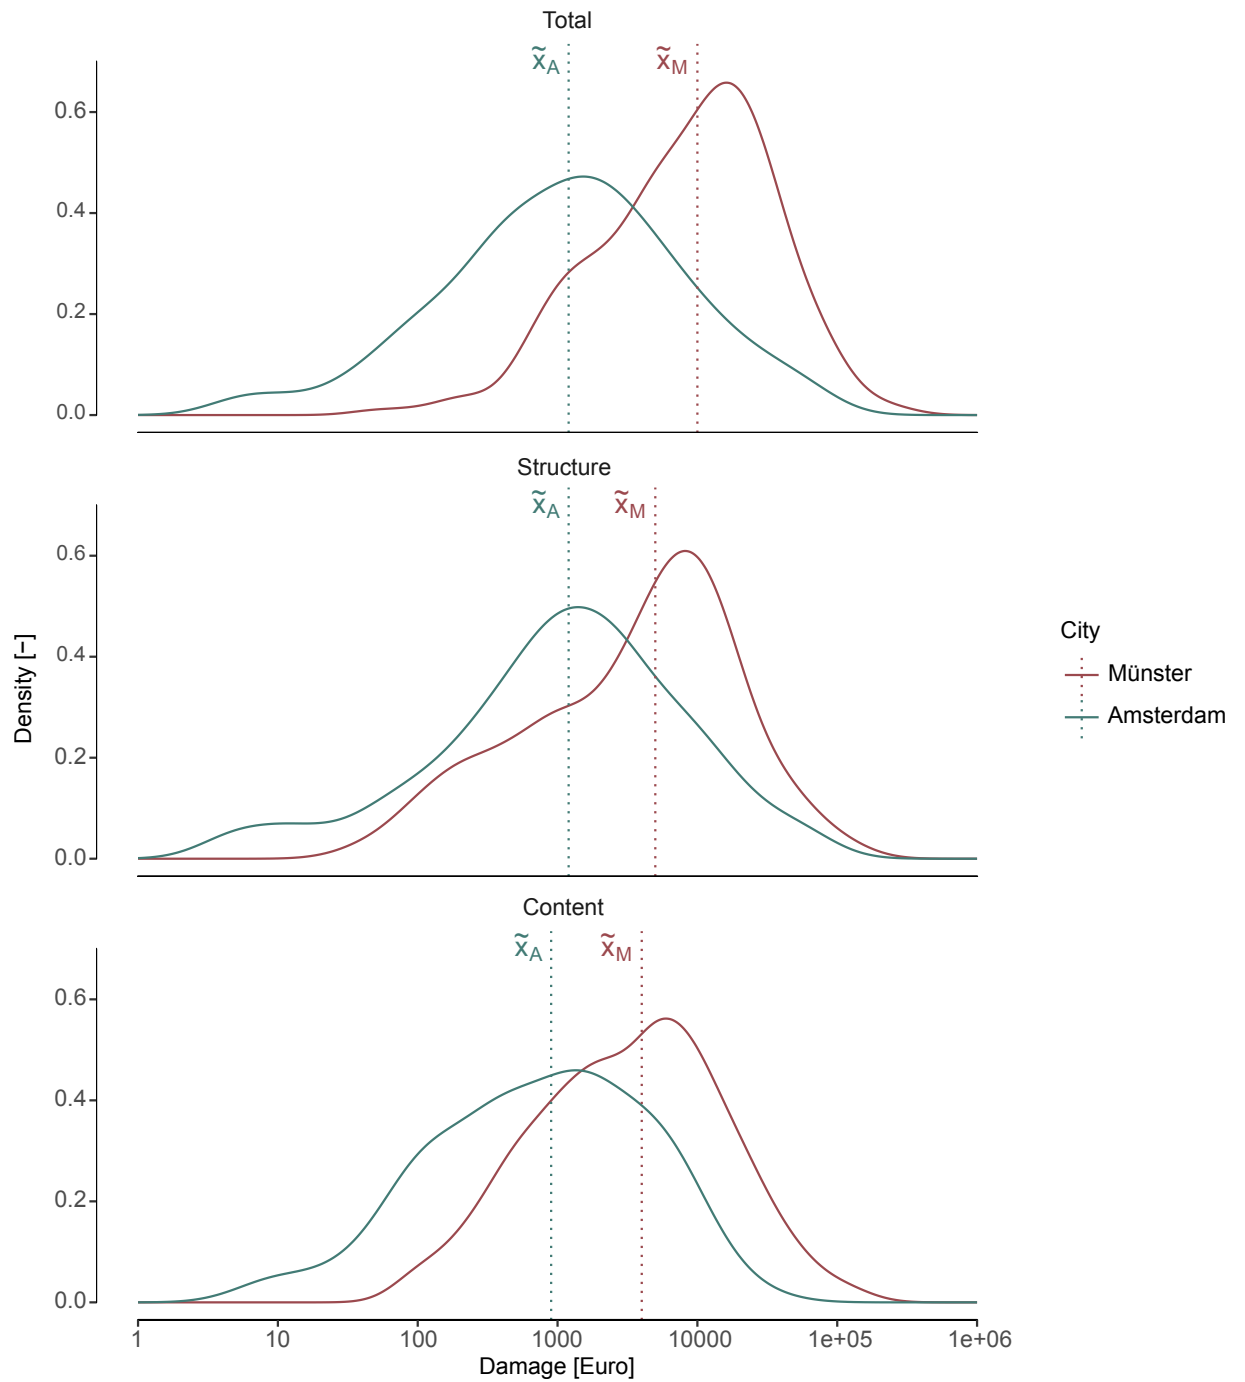 Total
x̃A x̃M
0.6
0.4
0.2
0.0
Structure
x̃A x̃M
0.6
0.4
0.2
0.0
Content
x̃A x̃M
0.6
0.4
0.2
0.0
1 10 100 1000 10000 1e+05 1e+06
Damage [Euro]
Density [−]
City
Münster
Amsterdam